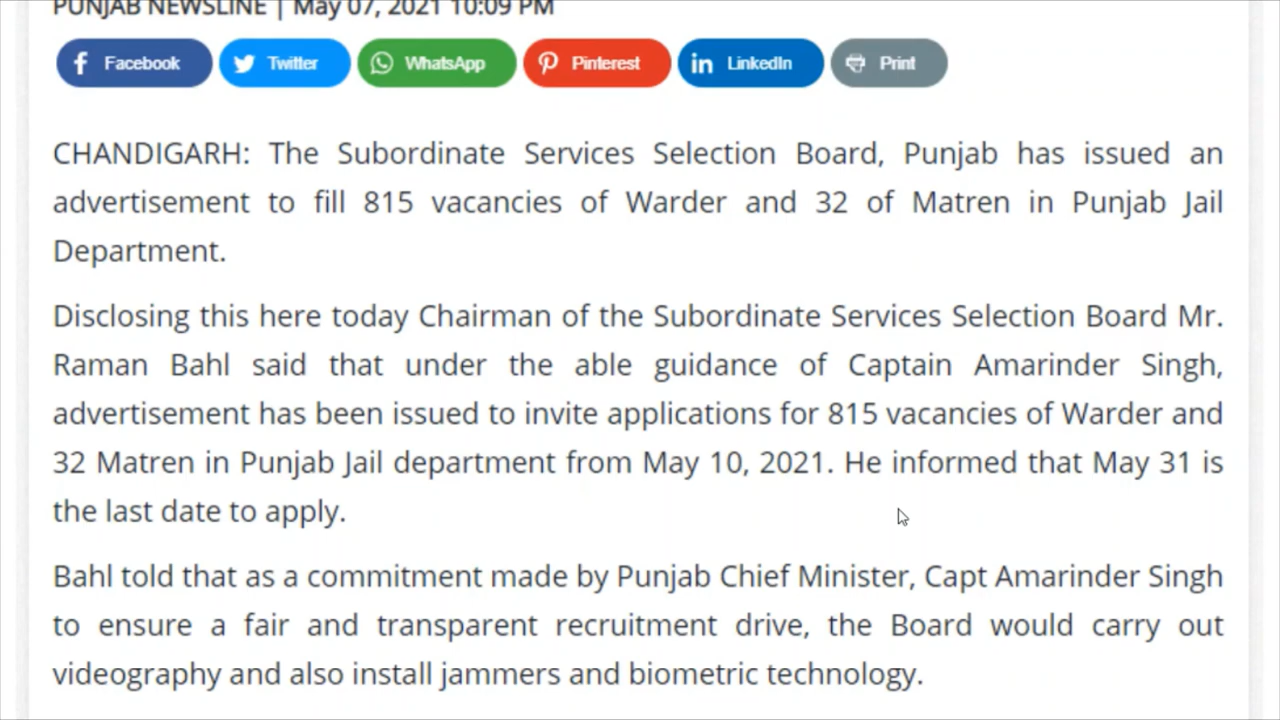 PUNJAB NEWSLINE | May 07, 2021 10:09 PM
Facebook Twitter WhatsApp Pinterest LinkedIn Print
CHANDIGARH: The Subordinate Services Selection Board, Punjab has issued an
advertisement to fill 815 vacancies of Warder and 32 of Matren in Punjab Jail
Department.
Disclosing this here today Chairman of the Subordinate Services Selection Board Mr.
Raman Bahl said that under the able guidance of Captain Amarinder Singh,
advertisement has been issued to invite applications for 815 vacancies of Warder and
32 Matren in Punjab Jail department from May 10, 2021. He informed that May 31 is
the last date to apply.
Bahl told that as a commitment made by Punjab Chief Minister, Capt Amarinder Singh
to ensure a fair and transparent recruitment drive, the Board would carry out
videography and also install jammers and biometric technology.